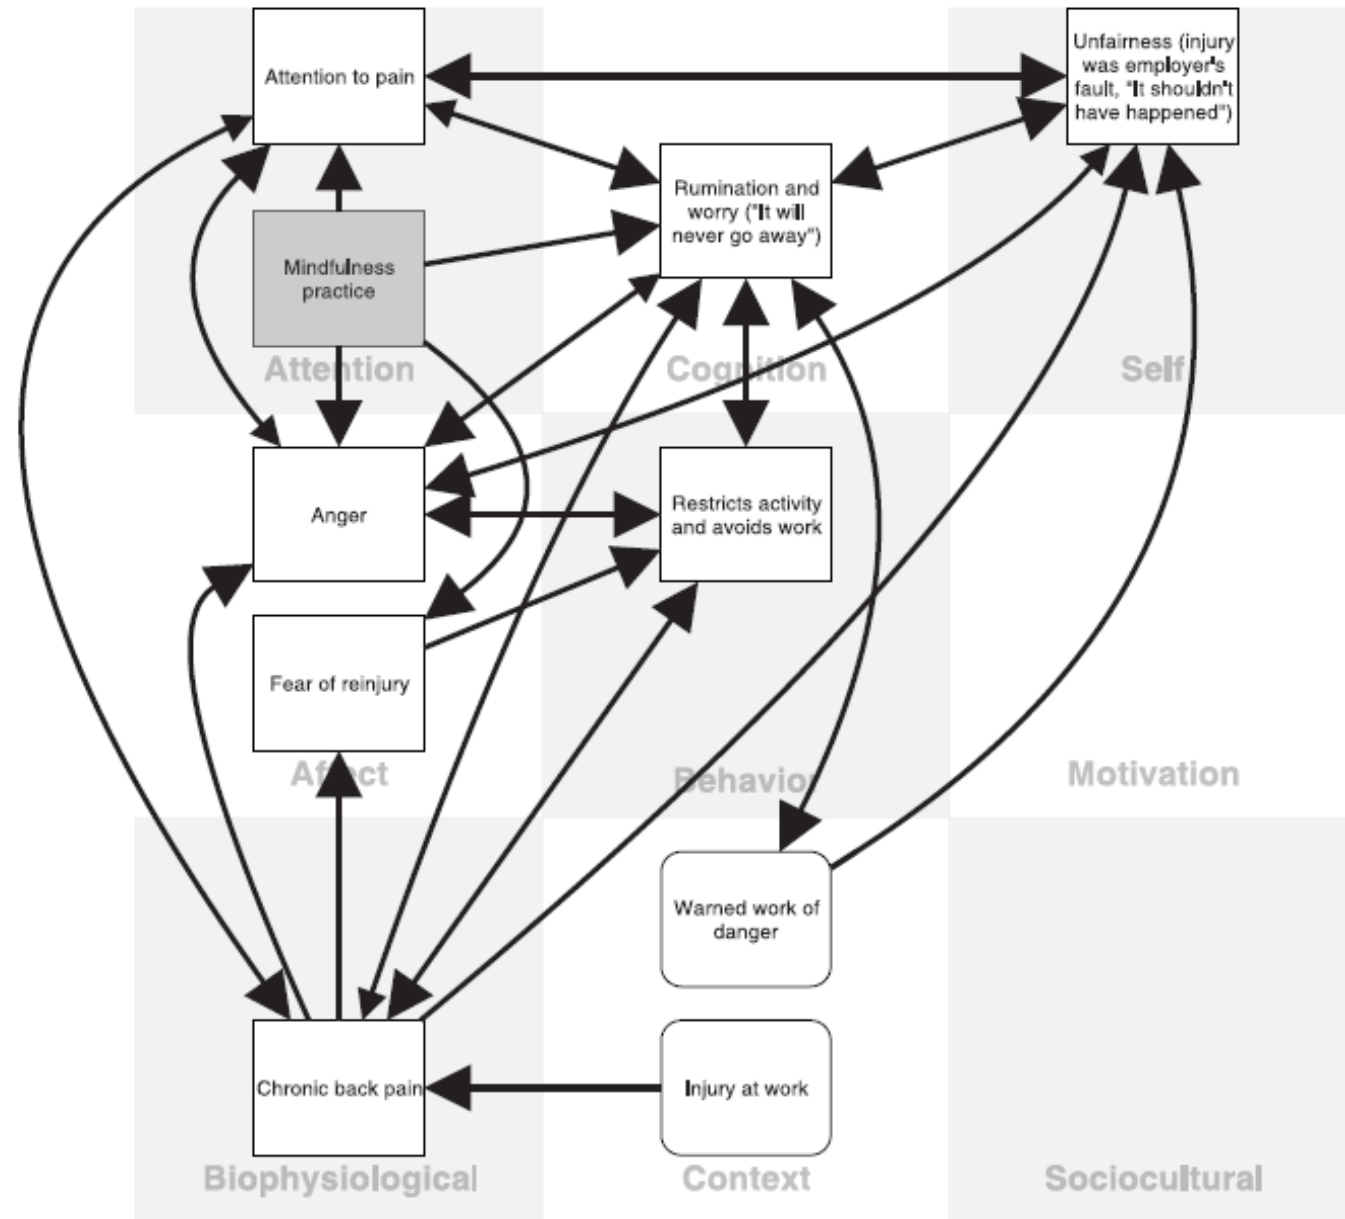 Attention to pain
Unfairness (injury
was employer's
fault, "It shouldn't
have happened")
Rumination and
worry ("It will
never go away")
Mindfulness
practice
Attention
Cognition
Self
Anger
Restricts activity
and avoids work
Fear of reinjury
Affect
Behavior
Motivation
Warned work of
danger
Chronic back pain
Injury at work
Biophysiological
Context
Sociocultural